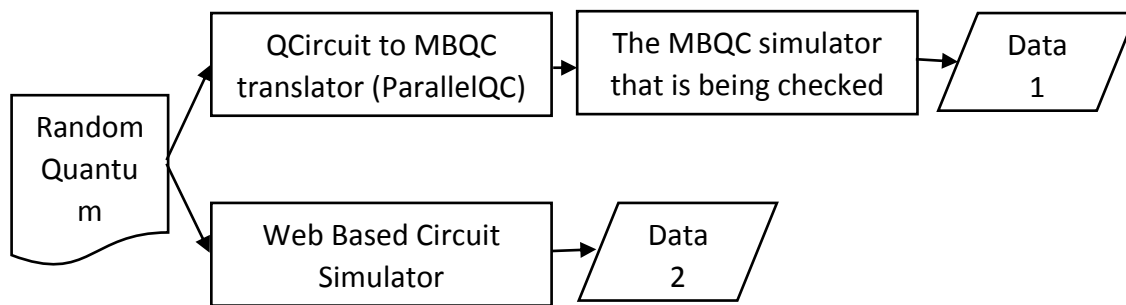 Random
Quantu
m
QCircuit to MBQC
translator (ParallelQC)
The MBQC simulator
that is being checked
Data
1
Web Based Circuit
Simulator
Data
2